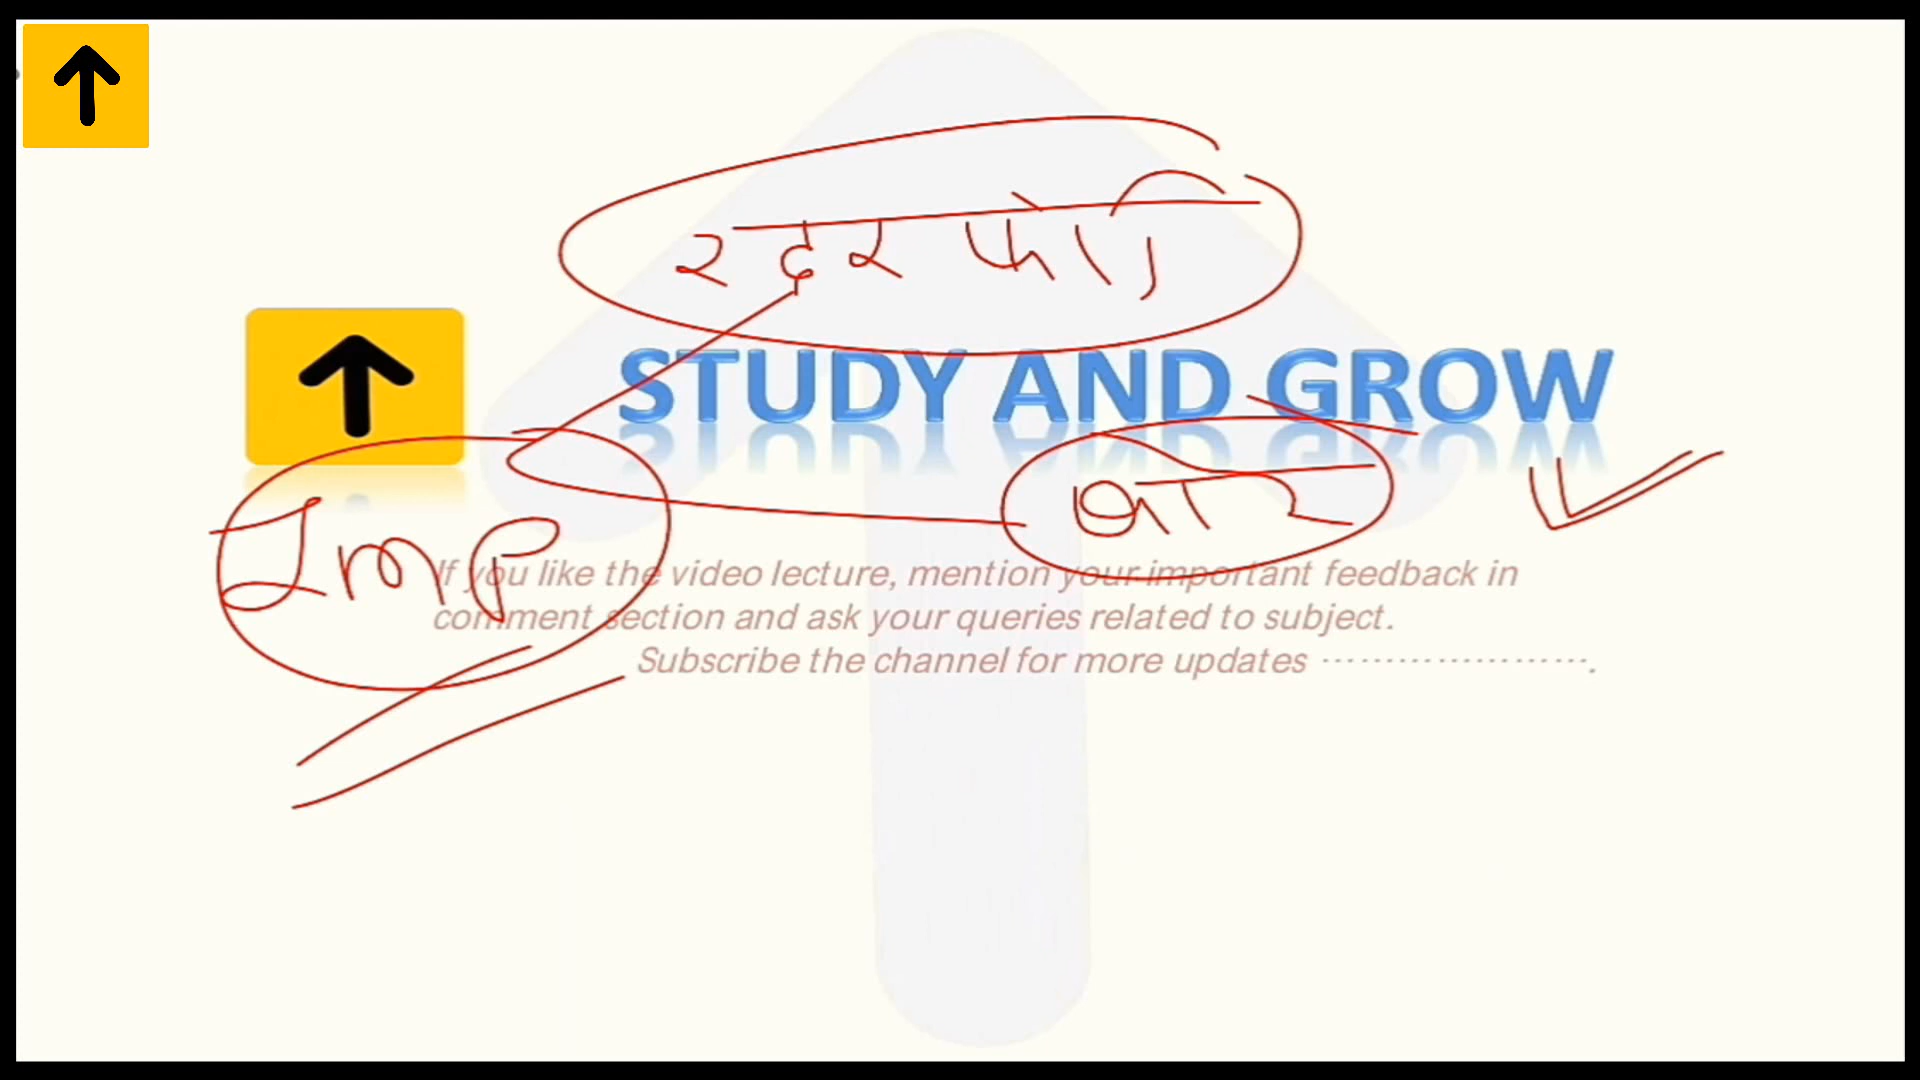 रदरफोर्ड
STUDY AND GROW
Imp
If you like the video lecture, mention your important feedback in
comment section and ask your queries related to subject.
Subscribe the channel for more updates …………………….